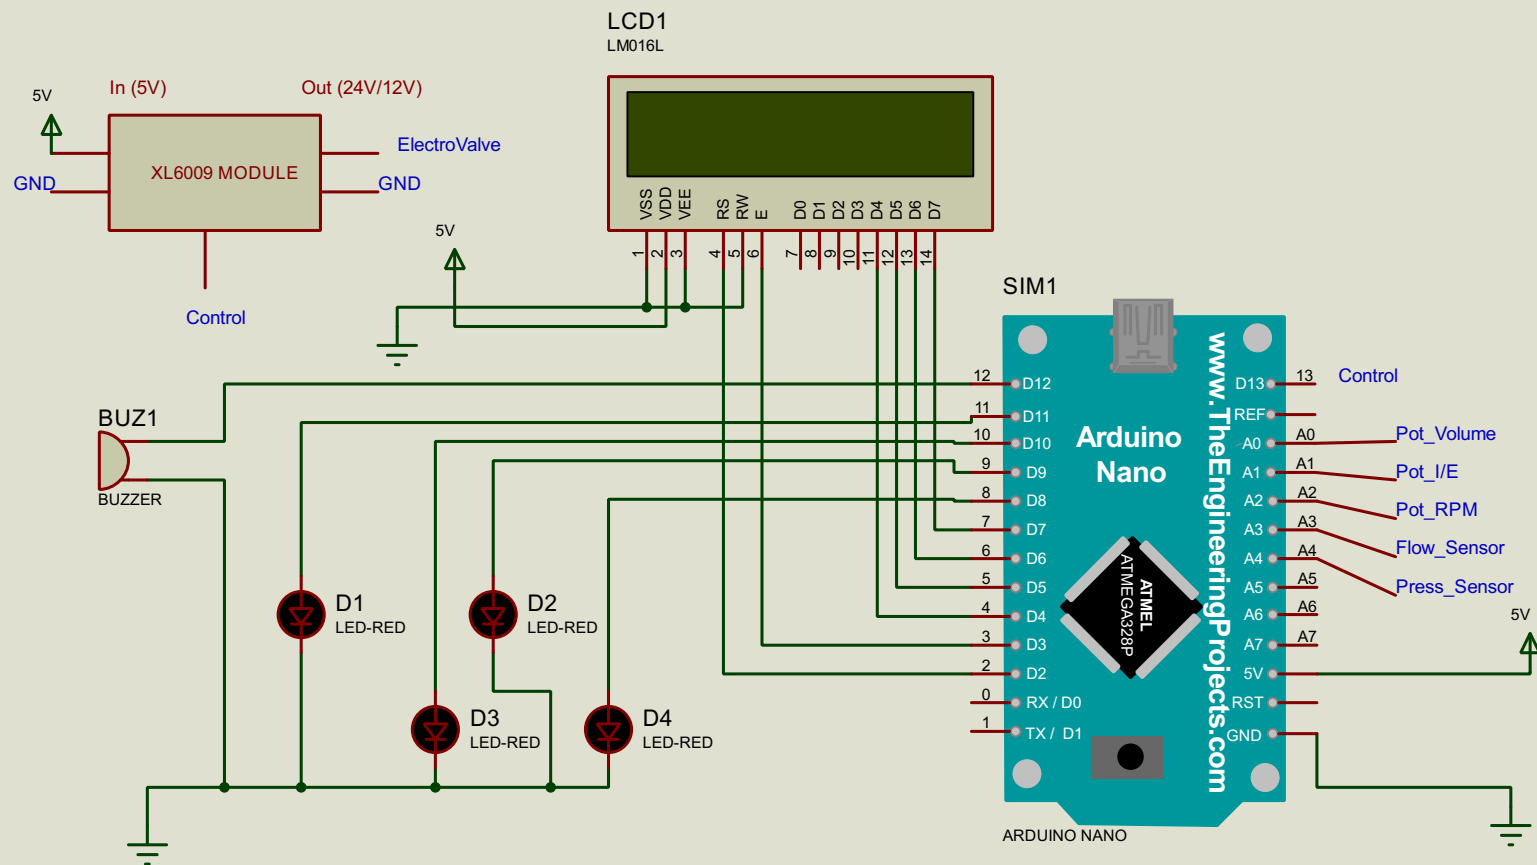 LCD1
LM016L
In (5V)
Out (24V/12V)
5V
ElectroValve
XL6009 MODULE
GND
GND
Control
VSS
VDD
VEE
RS
RW
E
D0
D1
D2
D3
D4
D5
D6
D7
1
2
3
4
5
6
7
8
9
10
11
12
13
14
5V
SIM1
12 D12
11 D11
10 D10
9 D9
8 D8
7 D7
6 D6
5 D5
4 D4
3 D3
2 D2
0 RX / D0
1 TX / D1
Arduino
Nano
ATMEL
ATMEGA328P
www.TheEngineeringProjects.com
D13 13 Control
REF
A0 A0 Pot_Volume
A1 A1 Pot_I/E
A2 A2 Pot_RPM
A3 A3 Flow_Sensor
A4 A4 Press_Sensor
A5 A5
A6 A6
A7 A7
5V
5V
RST
GND
ARDUINO NANO
BUZ1
BUZZER
D1
LED-RED
D2
LED-RED
D3
LED-RED
D4
LED-RED